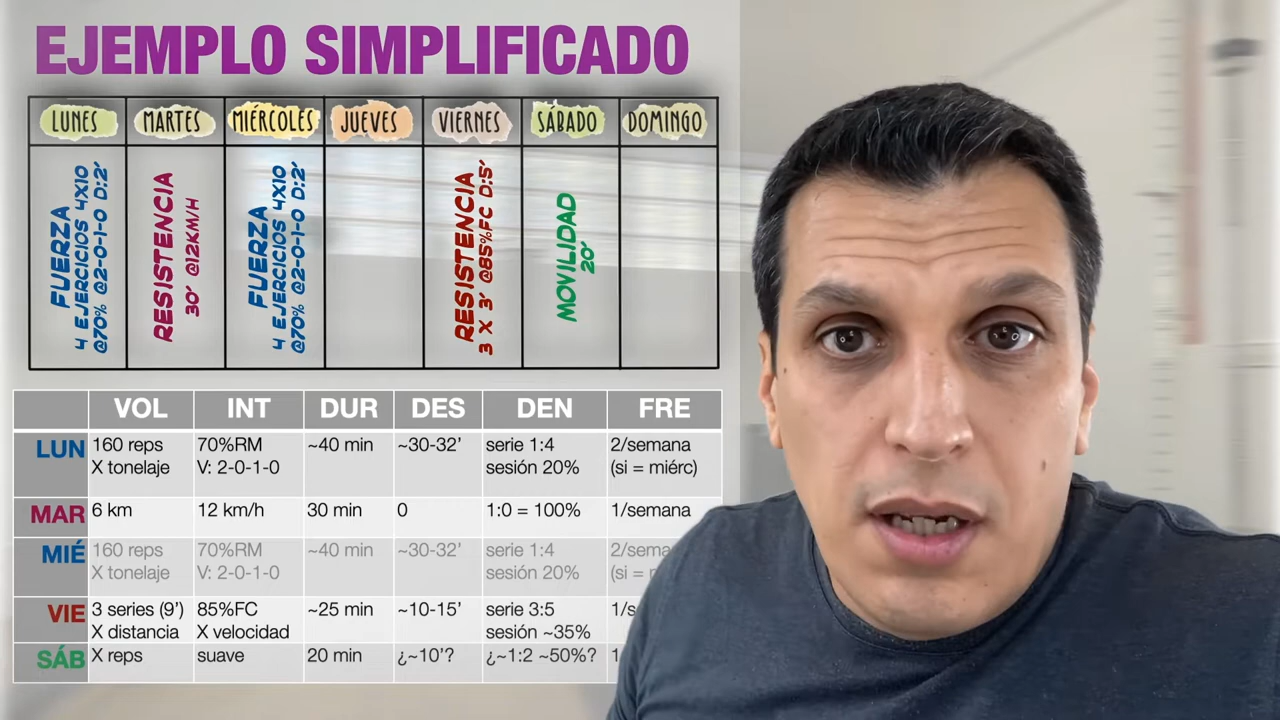 EJEMPLO SIMPLIFICADO
LUNES MARTES MIÉRCOLES JUEVES VIERNES SÁBADO DOMINGO
FUERZA
4 EJERCICIOS 4X10
@70% @2-0-1-0 D:2'
RESISTENCIA
30' @12KM/H
FUERZA
4 EJERCICIOS 4X10
@70% @2-0-1-0 D:2'
RESISTENCIA
3 X 3' @85%FC D:5'
MOVILIDAD
20'
VOL INT DUR DES DEN FRE
LUN 160 reps 70%RM ~40 min ~30-32' serie 1:4 2/semana
X tonelaje V: 2-0-1-0 sesión 20% (si = miérc)
MAR 6 km 12 km/h 30 min 0 1:0 = 100% 1/semana
MIÉ 160 reps 70%RM ~40 min ~30-32' serie 1:4 2/sema
X tonelaje V: 2-0-1-0 sesión 20% (si =
VIE 3 series (9') 85%FC ~25 min ~10-15' serie 3:5 1/s
X distancia X velocidad sesión ~35%
SÁB X reps suave 20 min ¿~10'? ¿~1:2 ~50%? 1